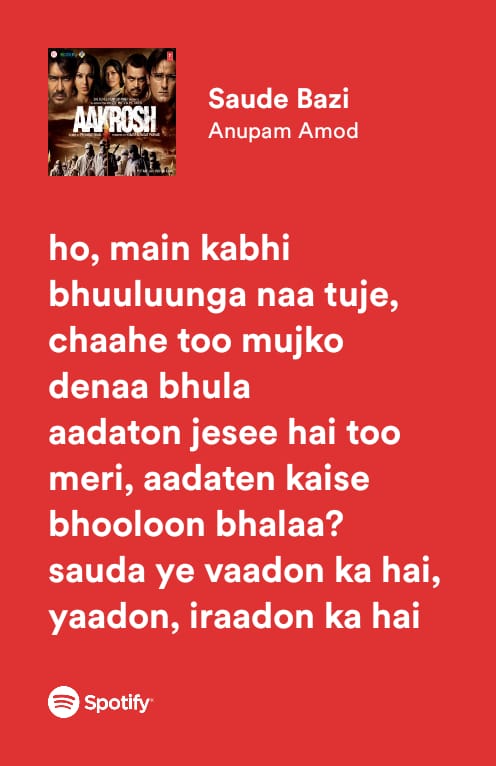 AAKROSH
Saude Bazi
Anupam Amod
ho, main kabhi
bhuuluunga naa tuje,
chaahe too mujko
denaa bhula
aadaton jesee hai too
meri, aadaten kaise
bhooloon bhalaa?
sauda ye vaadon ka hai,
yaadon, iraadon ka hai
Spotify